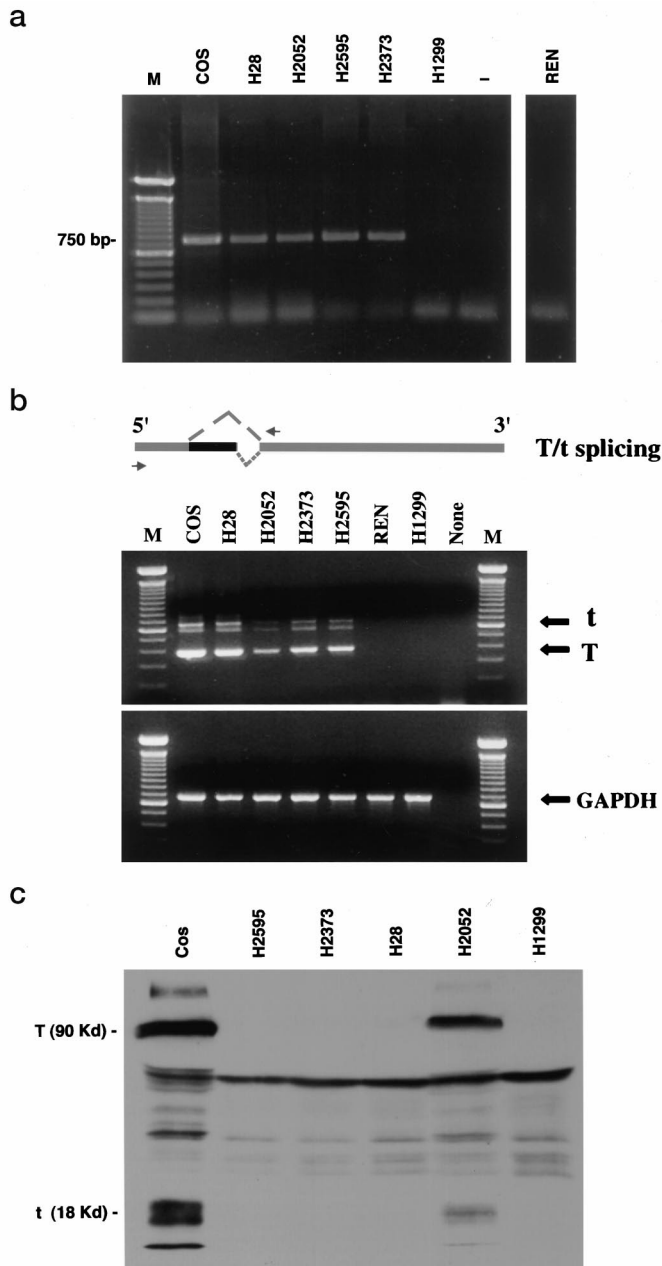 a
M COS H28 H2052 H2595 H2373 H1299 – REN
750 bp-
b
5' 3'
T/t splicing
M COS H28 H2052 H2373 H2595 REN H1299 None M
t
T
GAPDH
c
Cos H2595 H2373 H28 H2052 H1299
T (90 Kd) -
t (18 Kd) -